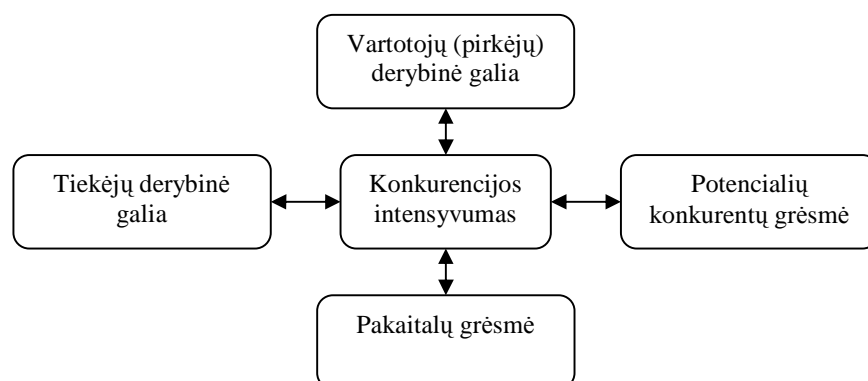 Vartotojų (pirkėjų)
derybinė galia
Tiekėjų derybinė
galia
Konkurencijos
intensyvumas
Potencialių
konkurentų grėsmė
Pakaitalų grėsmė